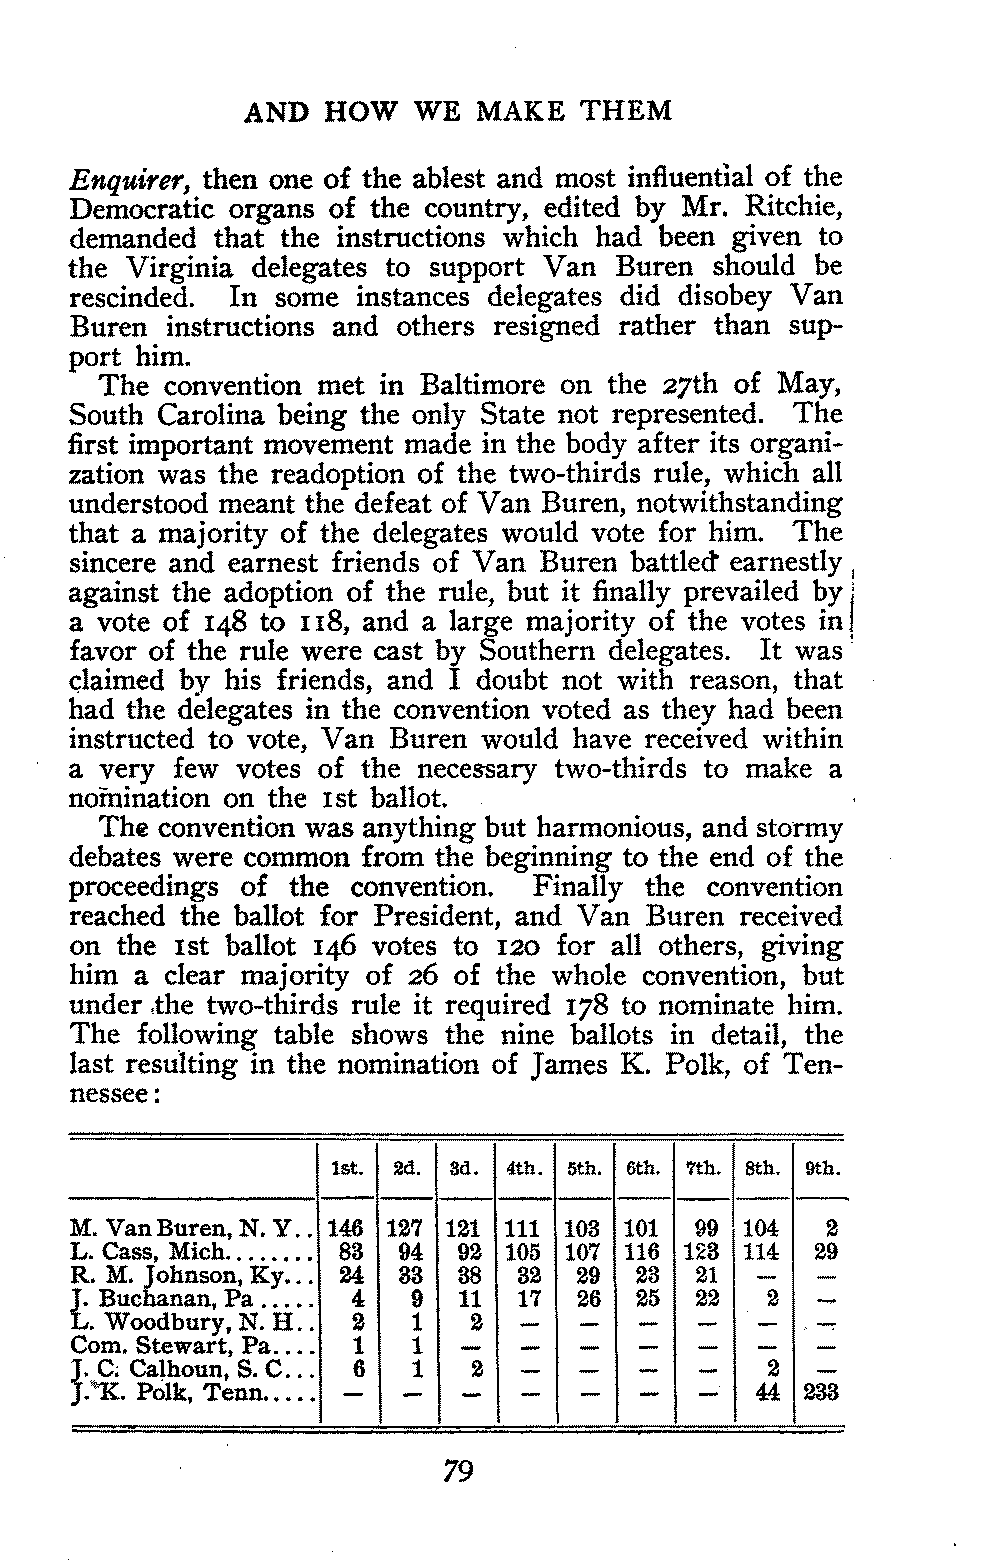 AND HOW WE MAKE THEM
Enquirer, then one of the ablest and most influential of the
Democratic organs of the country, edited by Mr. Ritchie,
demanded that the instructions which had been given to
the Virginia delegates to support Van Buren should be
rescinded. In some instances delegates did disobey Van
Buren instructions and others resigned rather than sup-
port him.
The convention met in Baltimore on the 27th of May,
South Carolina being the only State not represented. The
first important movement made in the body after its organi-
zation was the readoption of the two-thirds rule, which all
understood meant the defeat of Van Buren, notwithstanding
that a majority of the delegates would vote for him. The
sincere and earnest friends of Van Buren battled earnestly
against the adoption of the rule, but it finally prevailed by
a vote of 148 to 118, and a large majority of the votes in
favor of the rule were cast by Southern delegates. It was
claimed by his friends, and I doubt not with reason, that
had the delegates in the convention voted as they had been
instructed to vote, Van Buren would have received within
a very few votes of the necessary two-thirds to make a
nomination on the 1st ballot.
The convention was anything but harmonious, and stormy
debates were common from the beginning to the end of the
proceedings of the convention. Finally the convention
reached the ballot for President, and Van Buren received
on the 1st ballot 146 votes to 120 for all others, giving
him a clear majority of 26 of the whole convention, but
under the two-thirds rule it required 178 to nominate him.
The following table shows the nine ballots in detail, the
last resulting in the nomination of James K. Polk, of Ten-
nessee:
1st. 2d. 3d. 4th. 5th. 6th. 7th. 8th. 9th.
M. Van Buren, N. Y.. 146 127 121 111 103 101 99 104 2
L. Cass, Mich........ 83 94 92 105 107 116 123 114 29
R. M. Johnson, Ky... 24 33 38 32 29 23 21 — —
J. Buchanan, Pa ..... 4 9 11 17 26 25 22 2 —
L. Woodbury, N. H.. 2 1 2 — — — — — —
Com. Stewart, Pa.... 1 1 — — — — — — —
J. C. Calhoun, S. C... 6 1 2 — — — — 2 —
J. K. Polk, Tenn..... — — — — — — — 44 233
79